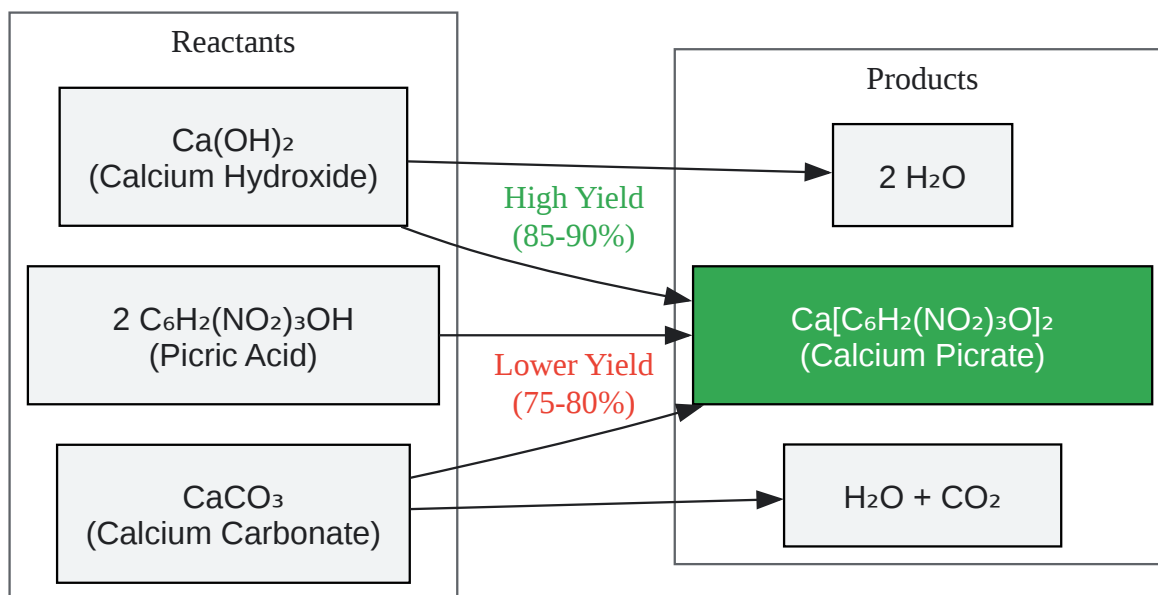 Reactants
Ca(OH)₂
(Calcium Hydroxide)
2 C₆H₂(NO₂)₃OH
(Picric Acid)
CaCO₃
(Calcium Carbonate)
High Yield
(85-90%)
Lower Yield
(75-80%)
Products
2 H₂O
Ca[C₆H₂(NO₂)₃O]₂
(Calcium Picrate)
H₂O + CO₂